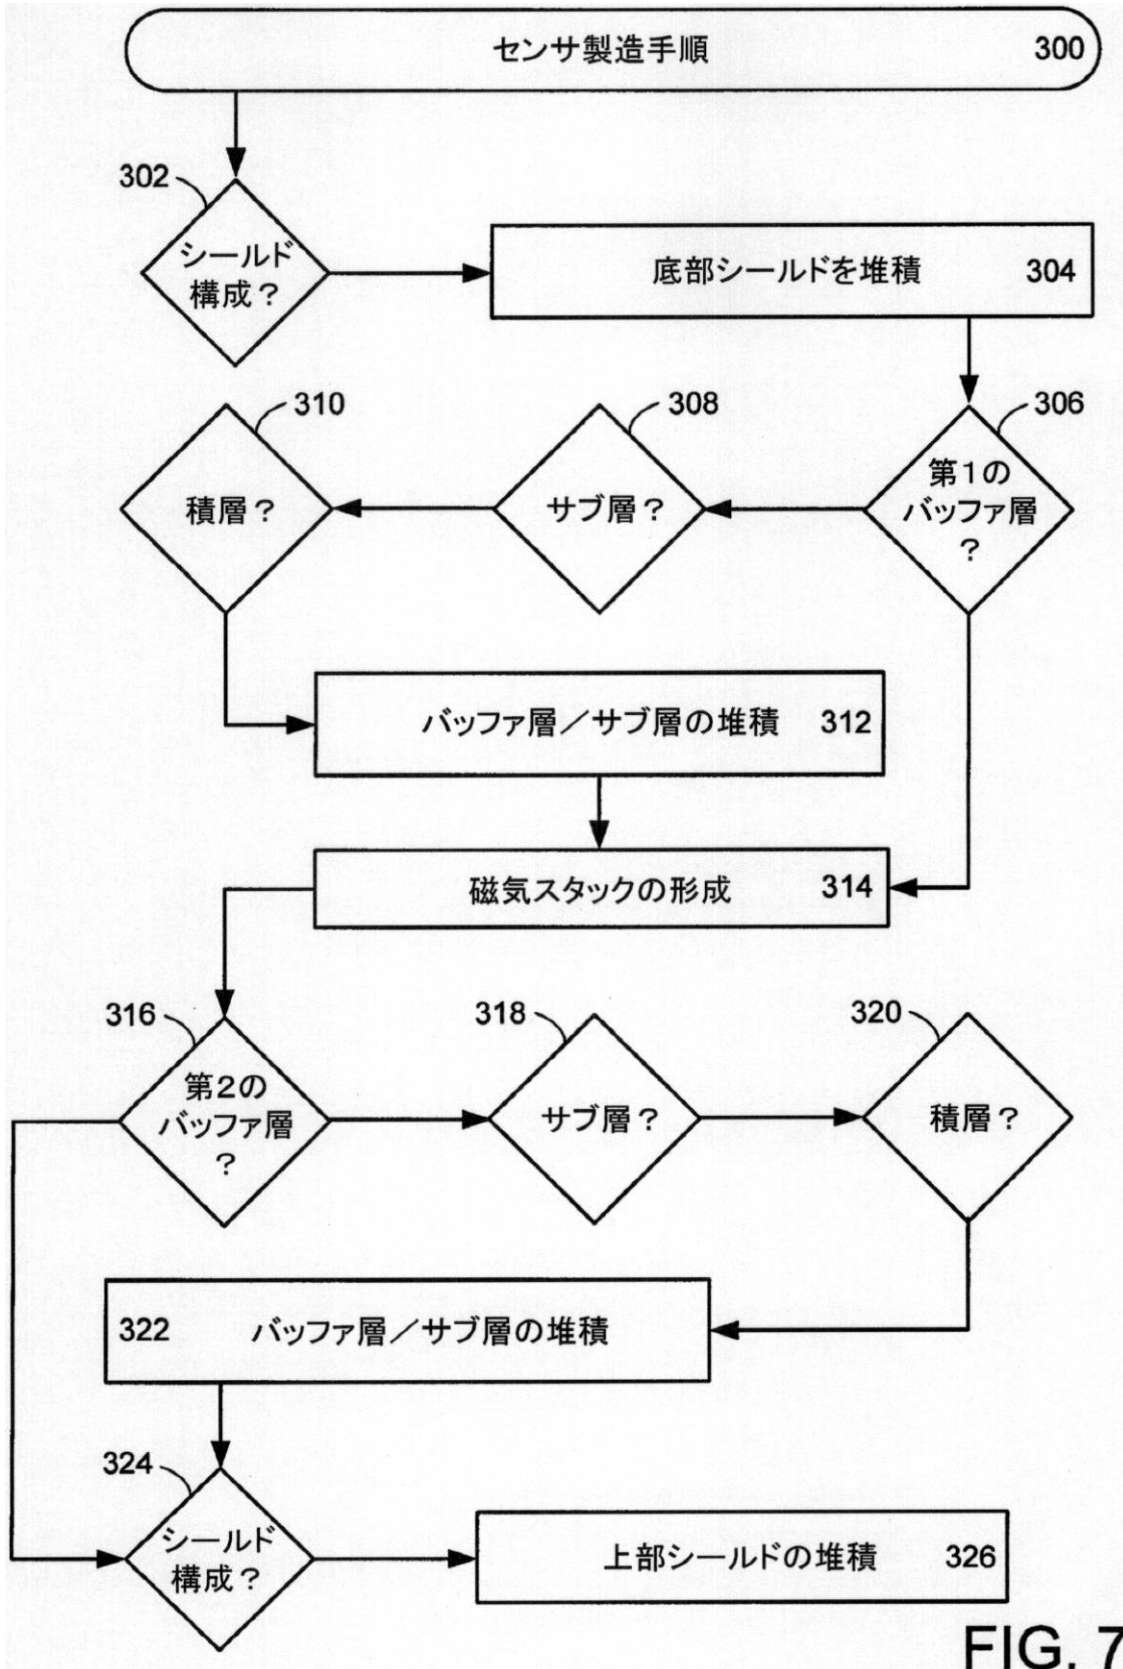 センサ製造手順 300
302
シールド
構成？
底部シールドを堆積 304
310
308
306
積層？
サブ層？
第１の
バッファ層
？
バッファ層／サブ層の堆積 312
磁気スタックの形成 314
316
318
320
第２の
バッファ層
？
サブ層？
積層？
322 バッファ層／サブ層の堆積
324
シールド
構成？
上部シールドの堆積 326
FIG. 7